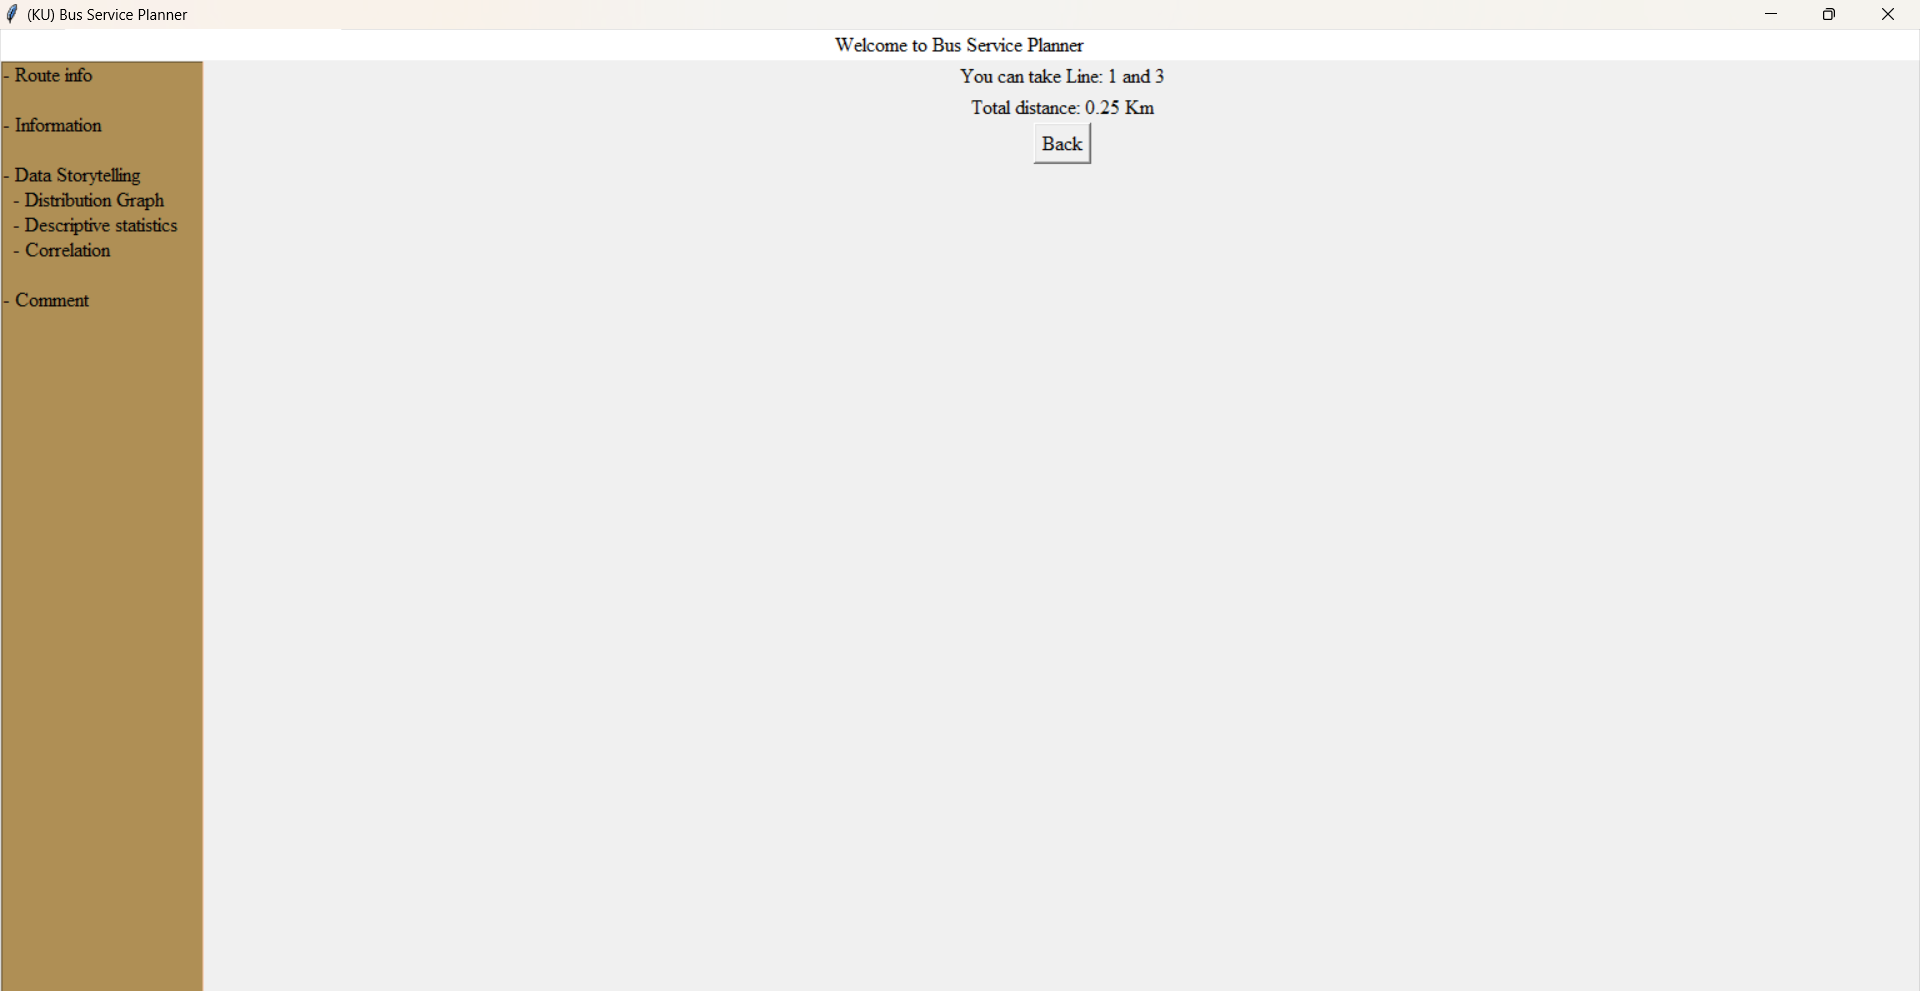 (KU) Bus Service Planner
Welcome to Bus Service Planner
- Route info
- Information
- Data Storytelling
- Distribution Graph
- Descriptive statistics
- Correlation
- Comment
You can take Line: 1 and 3
Total distance: 0.25 Km
Back